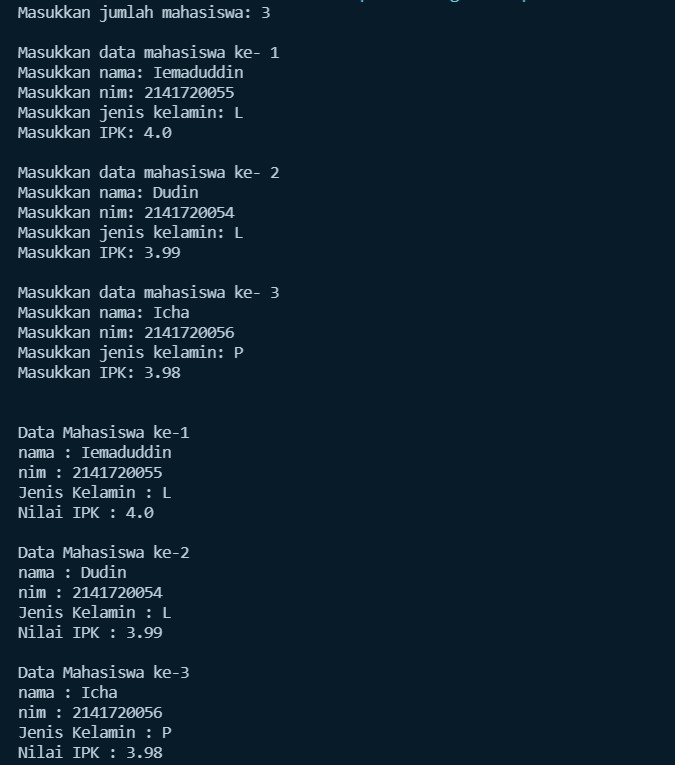 Masukkan jumlah mahasiswa: 3
Masukkan data mahasiswa ke- 1
Masukkan nama: Iemaduddin
Masukkan nim: 2141720055
Masukkan jenis kelamin: L
Masukkan IPK: 4.0
Masukkan data mahasiswa ke- 2
Masukkan nama: Dudin
Masukkan nim: 2141720054
Masukkan jenis kelamin: L
Masukkan IPK: 3.99
Masukkan data mahasiswa ke- 3
Masukkan nama: Icha
Masukkan nim: 2141720056
Masukkan jenis kelamin: P
Masukkan IPK: 3.98
Data Mahasiswa ke-1
nama : Iemaduddin
nim : 2141720055
Jenis Kelamin : L
Nilai IPK : 4.0
Data Mahasiswa ke-2
nama : Dudin
nim : 2141720054
Jenis Kelamin : L
Nilai IPK : 3.99
Data Mahasiswa ke-3
nama : Icha
nim : 2141720056
Jenis Kelamin : P
Nilai IPK : 3.98